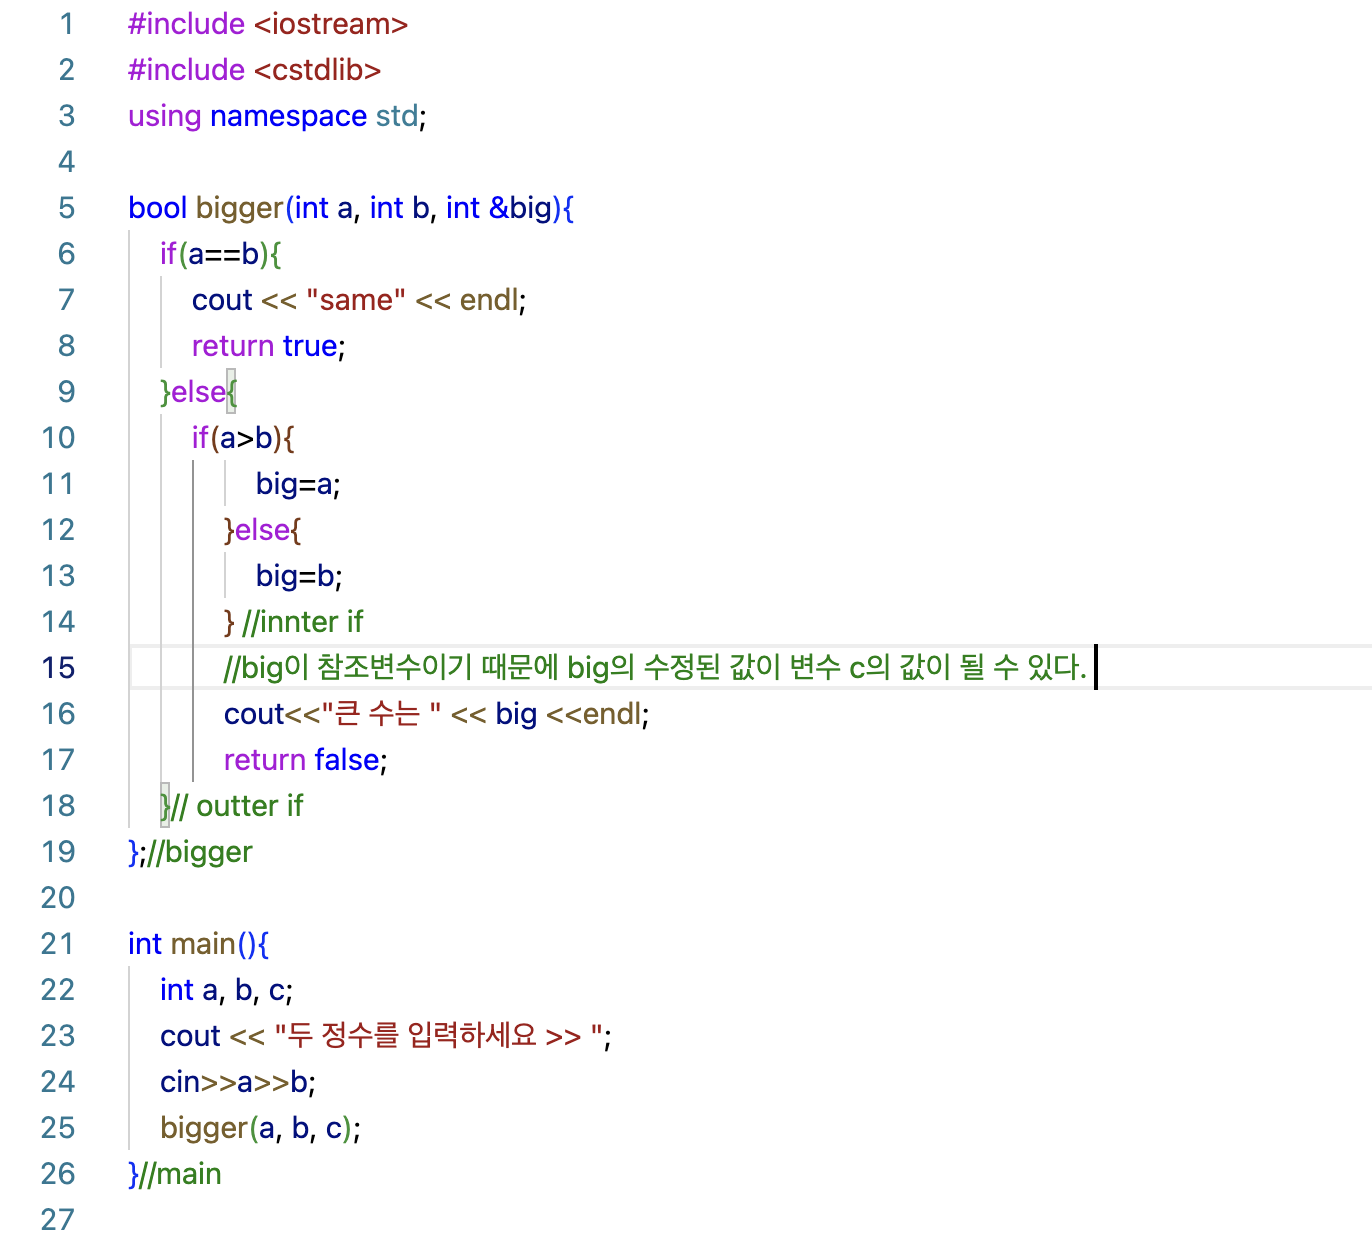 1 #include <iostream>
2 #include <cstdlib>
3 using namespace std;
4
5 bool bigger(int a, int b, int &big){
6 if(a==b){
7 cout << "same" << endl;
8 return true;
9 }else{
10 if(a>b){
11 big=a;
12 }else{
13 big=b;
14 } //innter if
15 //big이 참조변수이기 때문에 big의 수정된 값이 변수 c의 값이 될 수 있다.
16 cout<<"큰 수는 " << big <<endl;
17 return false;
18 }// outter if
19 };//bigger
20
21 int main(){
22 int a, b, c;
23 cout << "두 정수를 입력하세요 >> ";
24 cin>>a>>b;
25 bigger(a, b, c);
26 }//main
27